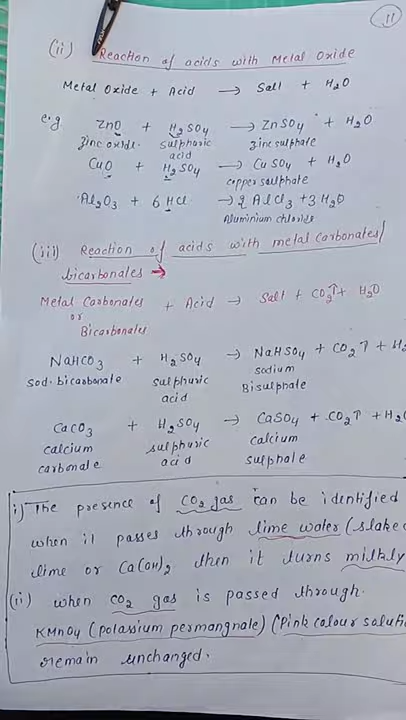 11
(ii) Reaction of acids with Metal Oxide
Metal Oxide + Acid → Salt + H₂O
e.g ZnO + H₂SO₄ → ZnSO₄ + H₂O
zinc oxide. sulphuric acid zinc sulphate
CuO + H₂SO₄ → CuSO₄ + H₂O
copper sulphate
Al₂O₃ + 6 HCl → 2 AlCl₃ + 3 H₂O
Aluminium chloride
(iii) Reaction of acids with metal carbonates/
bicarbonates →
Metal Carbonates or Bicarbonates + Acid → Salt + CO₂↑ + H₂O
NaHCO₃ + H₂SO₄ → NaHSO₄ + CO₂↑ + H₂
sod. bicarbonate sulphuric acid sodium Bisulphate
CaCO₃ + H₂SO₄ → CaSO₄ + CO₂↑ + H₂O
calcium carbonate sulphuric acid calcium sulphate
i) The presence of CO₂ gas can be identified
when it passes through lime water (slake
lime or Ca(OH)₂ then it turns milky
(ii) when CO₂ gas is passed through.
KMnO₄ (potassium permangnate) (Pink colour soluti
remain unchanged.